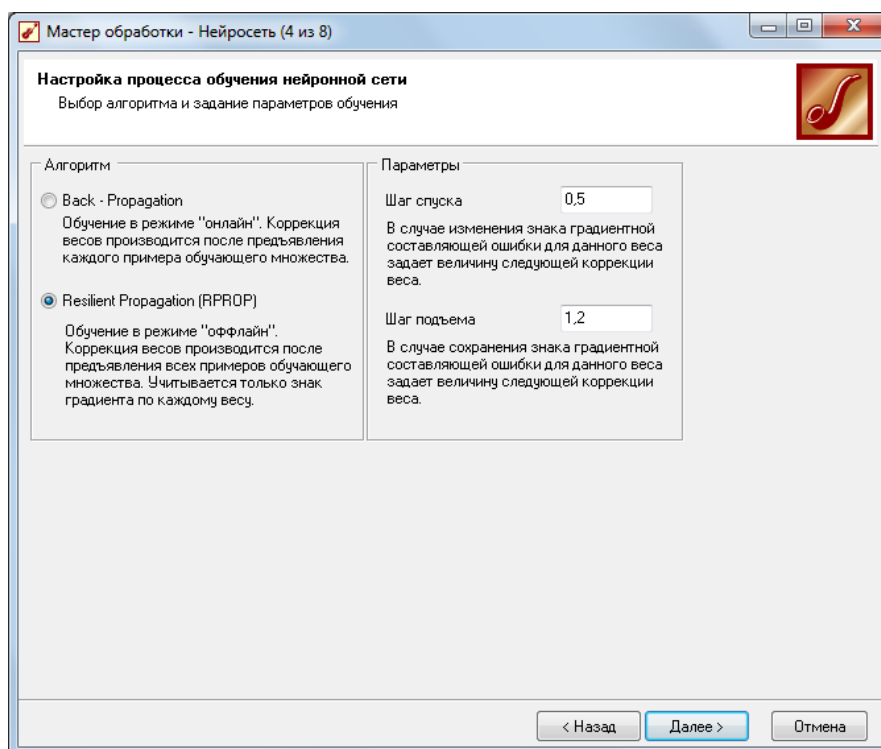 Мастер обработки - Нейросеть (4 из 8)
Настройка процесса обучения нейронной сети
Выбор алгоритма и задание параметров обучения
Алгоритм
Back - Propagation
Обучение в режиме "онлайн". Коррекция
весов производится после предъявления
каждого примера обучающего множества.
Resilient Propagation (RPROP)
Обучение в режиме "оффлайн".
Коррекция весов производится после
предъявления всех примеров обучающего
множества. Учитывается только знак
градиента по каждому весу.
Параметры
Шаг спуска 0,5
В случае изменения знака градиентной
составляющей ошибки для данного веса
задает величину следующей коррекции
веса.
Шаг подъема 1,2
В случае сохранения знака градиентной
составляющей ошибки для данного веса
задает величину следующей коррекции
веса.
< Назад Далее > Отмена